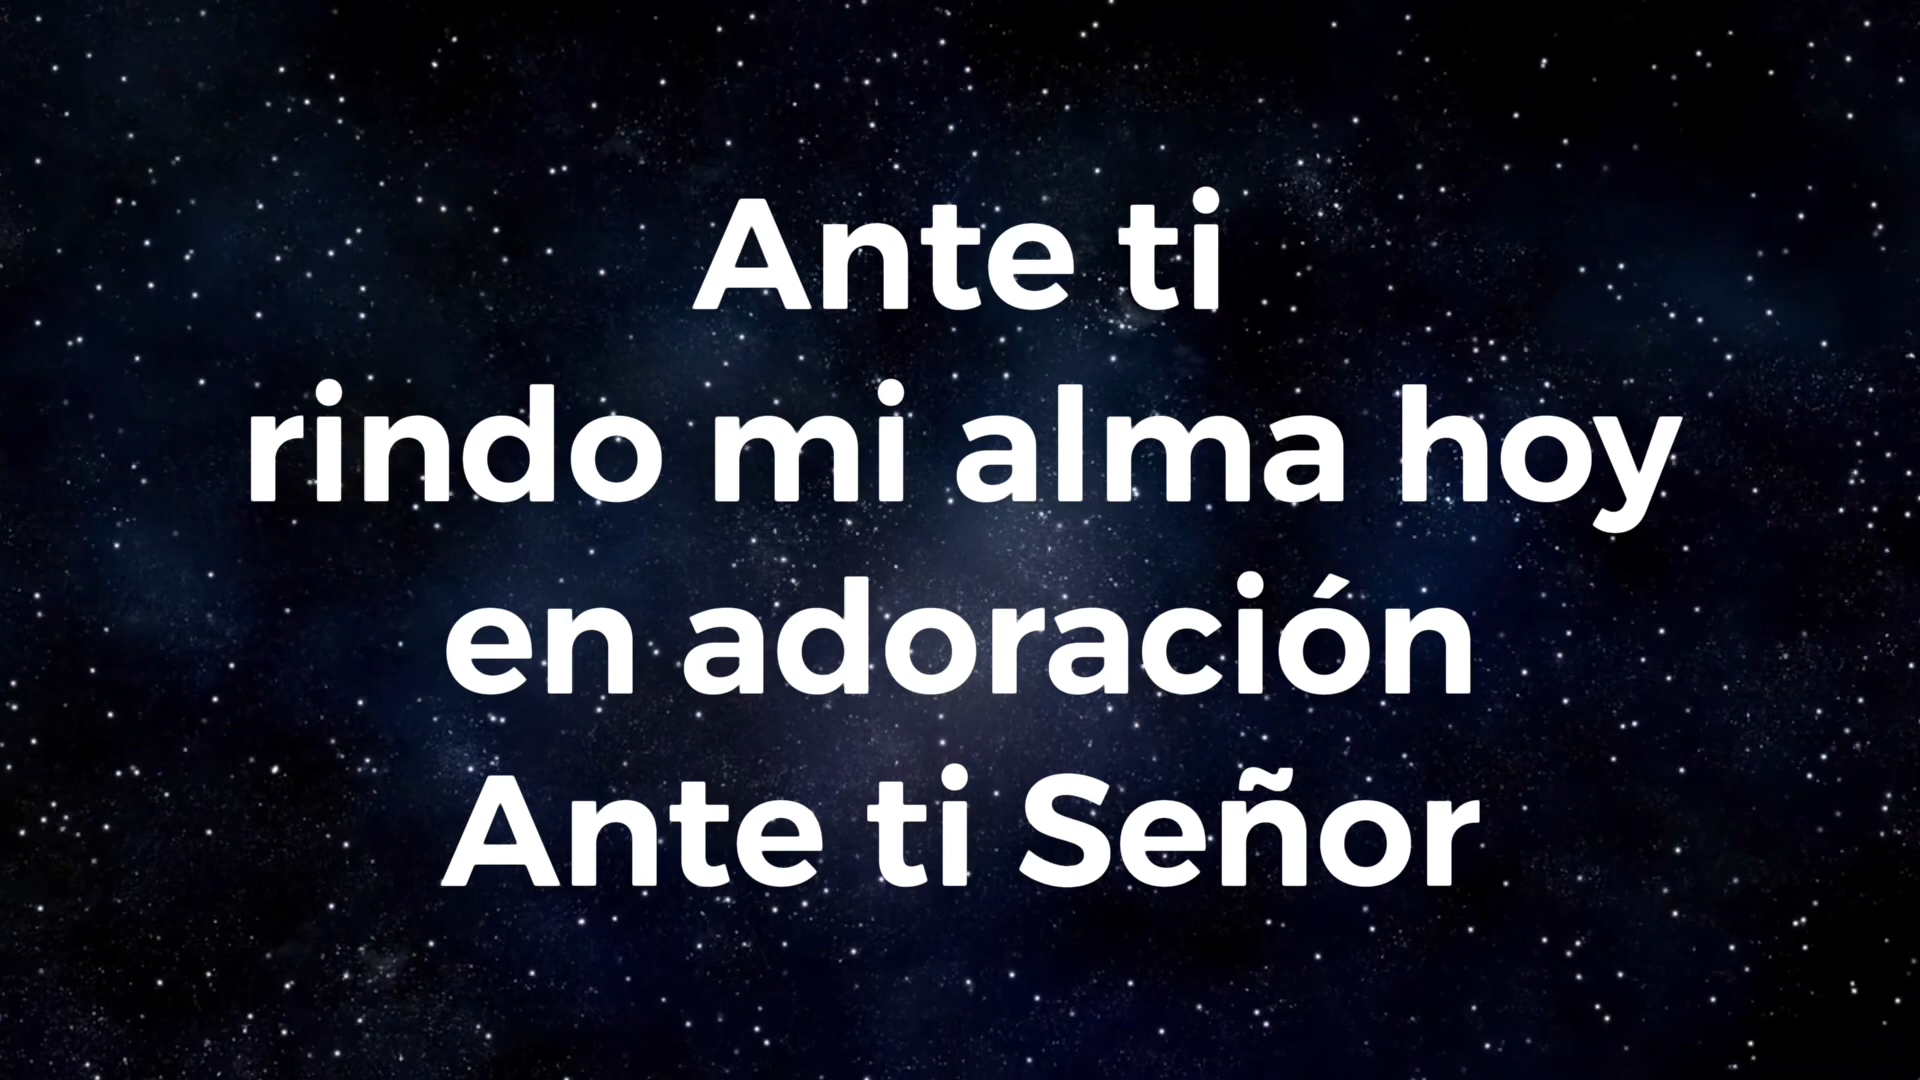 Ante ti
rindo mi alma hoy
en adoración
Ante ti Señor